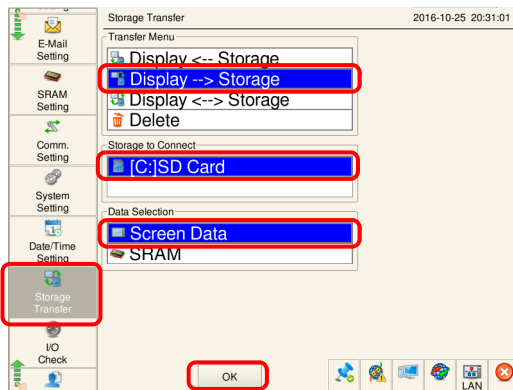 Storage Transfer
2016-10-25 20:31:01
E-Mail
Setting
SRAM
Setting
Comm.
Setting
System
Setting
Date/Time
Setting
Storage
Transfer
I/O
Check
Transfer Menu
Display <-- Storage
Display --> Storage
Display <--> Storage
Delete
Storage to Connect
[C:]SD Card
Data Selection
Screen Data
SRAM
OK
LAN